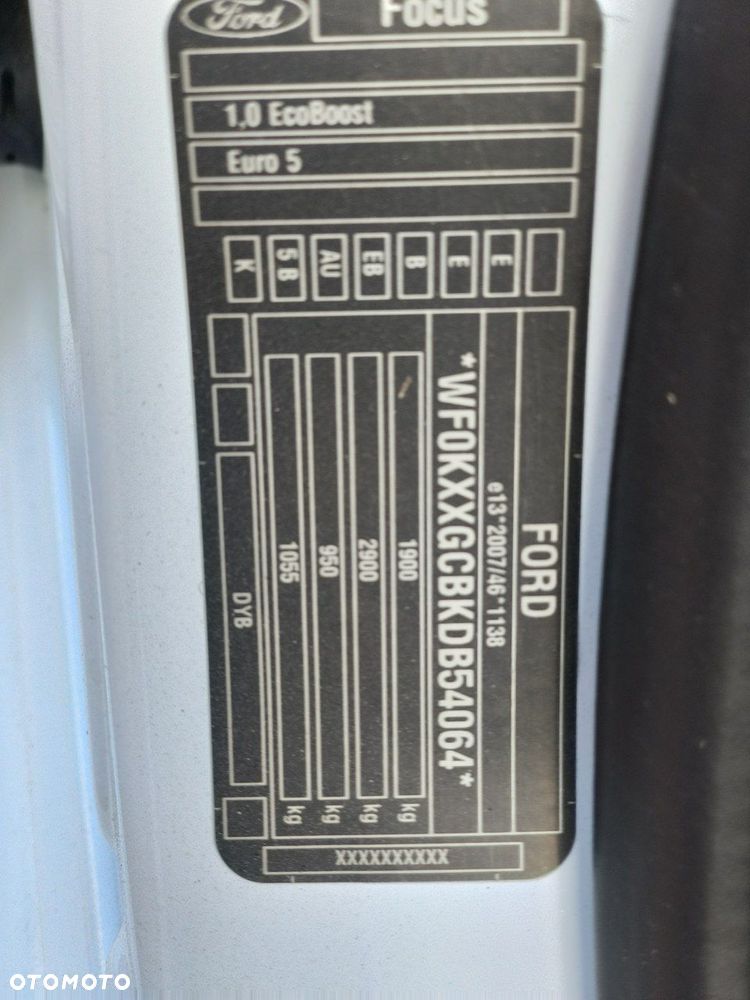 Ford
Focus
1,0 EcoBoost
Euro 5
K
5 B
AU
EB
B
E
E
FORD
e13*2007/46*1138
*WF0KXXGCBKDB54064*
1900 kg
2900 kg
950 kg
1055 kg
DYB
XXXXXXXXXX
OTOMOTO